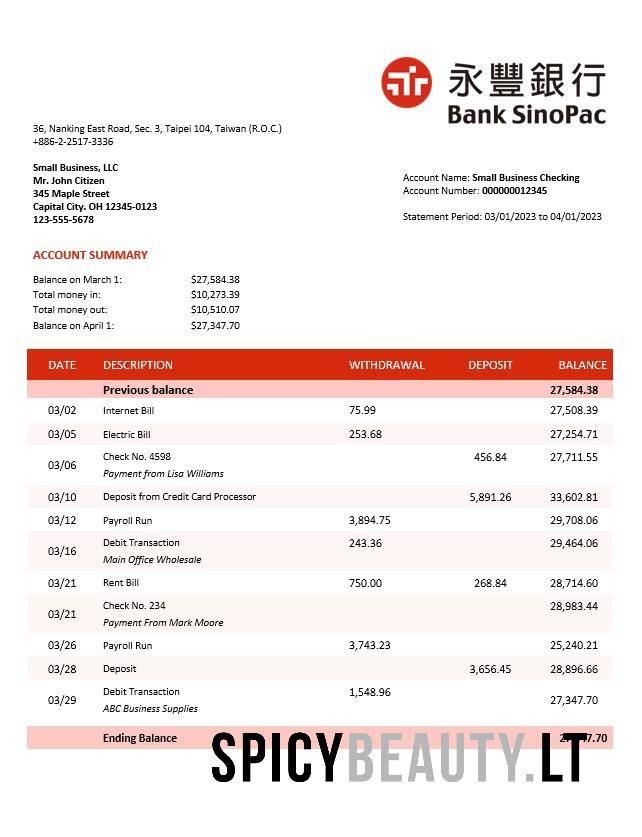 永豐銀行
Bank SinoPac
36, Nanking East Road, Sec. 3, Taipei 104, Taiwan (R.O.C.)
+886-2-2517-3336
Small Business, LLC
Mr. John Citizen
345 Maple Street
Capital City. OH 12345-0123
123-555-5678
Account Name: Small Business Checking
Account Number: 000000012345
Statement Period: 03/01/2023 to 04/01/2023
ACCOUNT SUMMARY
Balance on March 1: $27,584.38
Total money in: $10,273.39
Total money out: $10,510.07
Balance on April 1: $27,347.70
DATE DESCRIPTION WITHDRAWAL DEPOSIT BALANCE
Previous balance 27,584.38
03/02 Internet Bill 75.99 27,508.39
03/05 Electric Bill 253.68 27,254.71
03/06 Check No. 4598 456.84 27,711.55
Payment from Lisa Williams
03/10 Deposit from Credit Card Processor 5,891.26 33,602.81
03/12 Payroll Run 3,894.75 29,708.06
03/16 Debit Transaction 243.36 29,464.06
Main Office Wholesale
03/21 Rent Bill 750.00 268.84 28,714.60
03/21 Check No. 234 28,983.44
Payment From Mark Moore
03/26 Payroll Run 3,743.23 25,240.21
03/28 Deposit 3,656.45 28,896.66
03/29 Debit Transaction 1,548.96 27,347.70
ABC Business Supplies
Ending Balance
SPICYBEAUTY.LT